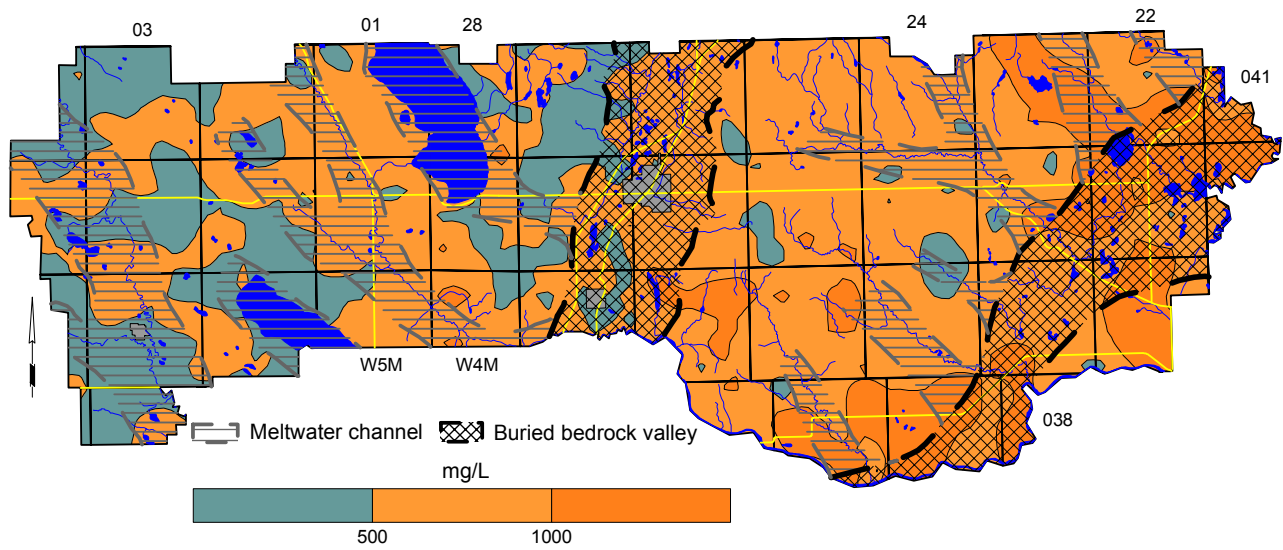 03 01 28 24 22
041
W5M W4M
038
Meltwater channel Buried bedrock valley
mg/L
500 1000